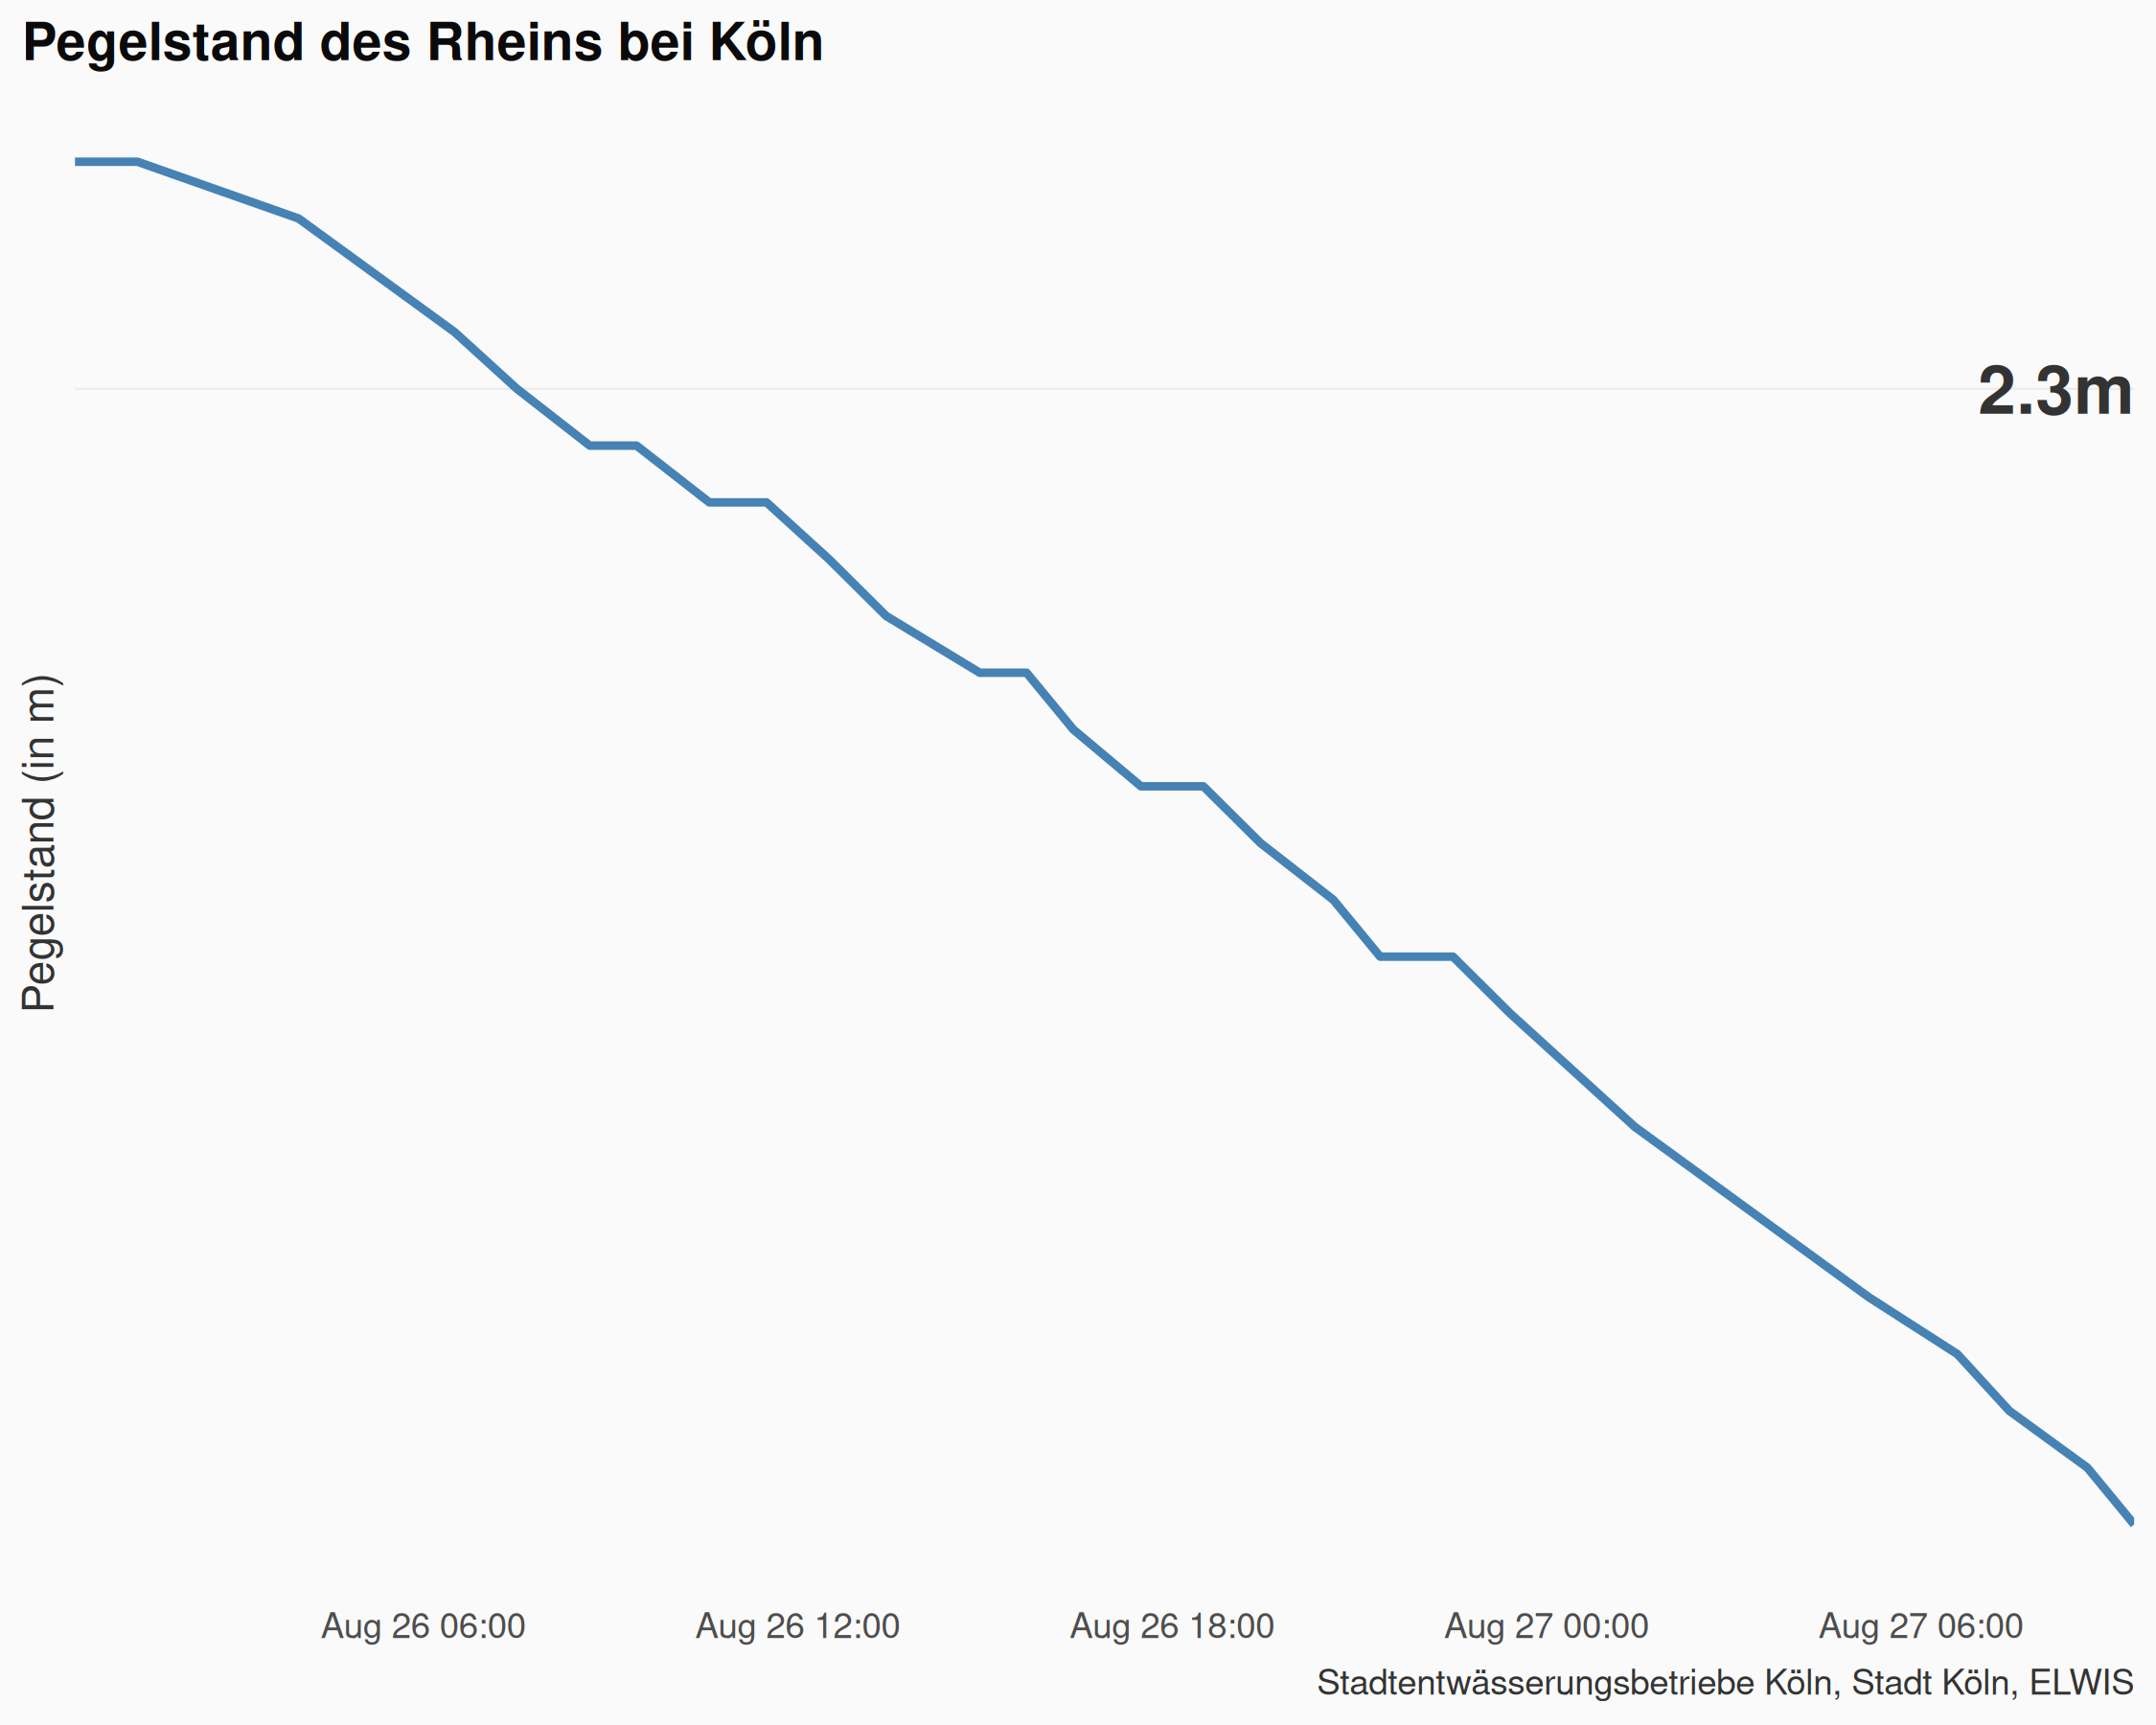 Pegelstand des Rheins bei Köln
2.3m
Pegelstand (in m)
Aug 26 06:00
Aug 26 12:00
Aug 26 18:00
Aug 27 00:00
Aug 27 06:00
Stadtentwässerungsbetriebe Köln, Stadt Köln, ELWIS